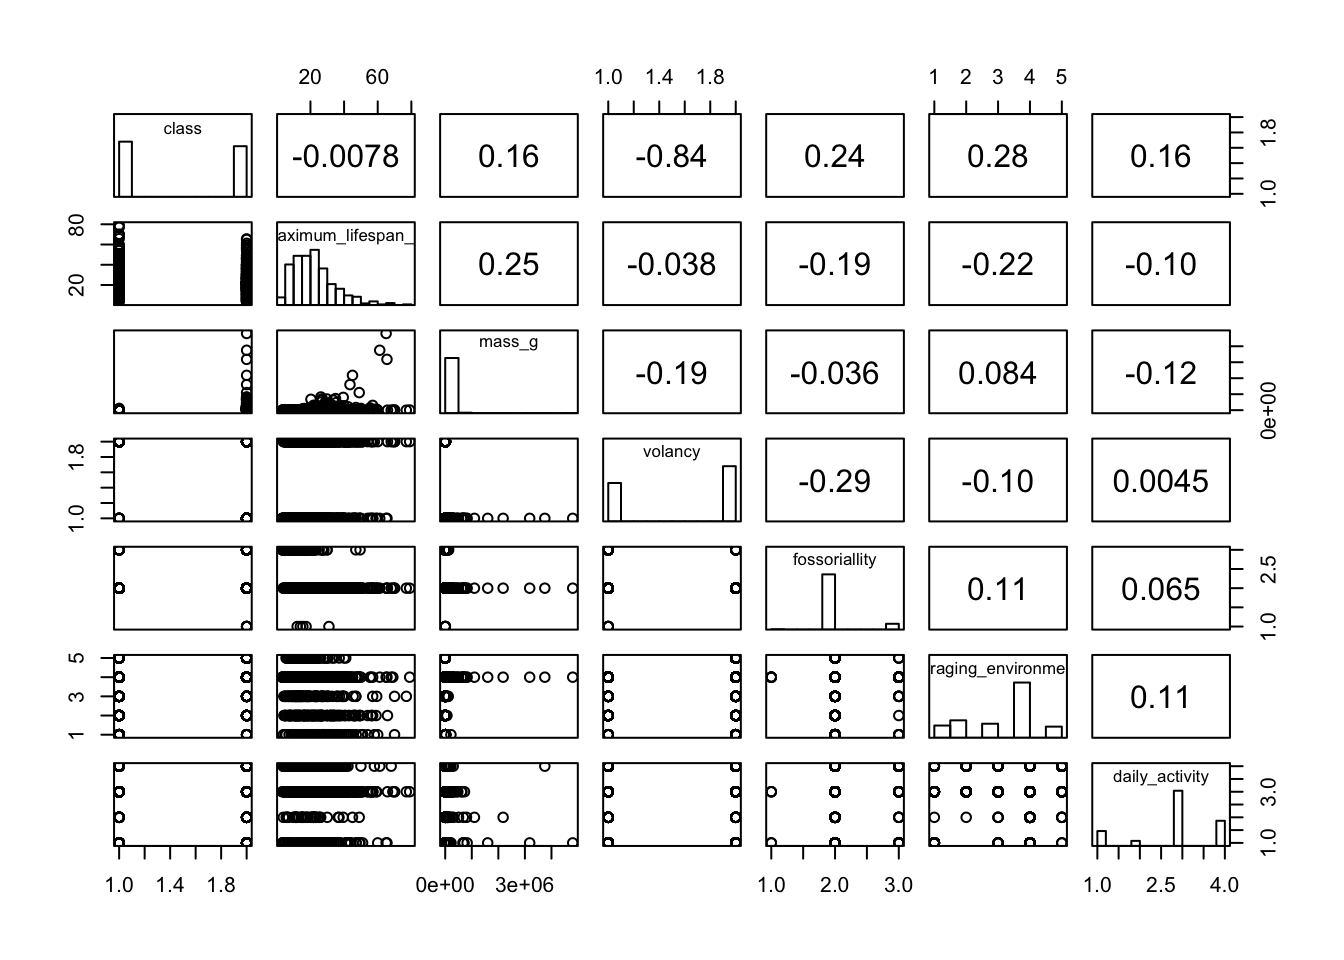 20 60 1.0 1.4 1.8 1 2 3 4 5
class -0.0078 0.16 -0.84 0.24 0.28 0.16 1.0 1.8
20 80 aximum_lifespan_ 0.25 -0.038 -0.19 -0.22 -0.10
mass_g -0.19 -0.036 0.084 -0.12 0e+00
1.0 1.8 volancy -0.29 -0.10 0.0045
fossoriallity 0.11 0.065 1.0 2.5
1 3 5 raging_environme 0.11
daily_activity 1.0 3.0
1.0 1.4 1.8 0e+00 3e+06 1.0 2.0 3.0 1.0 2.5 4.0